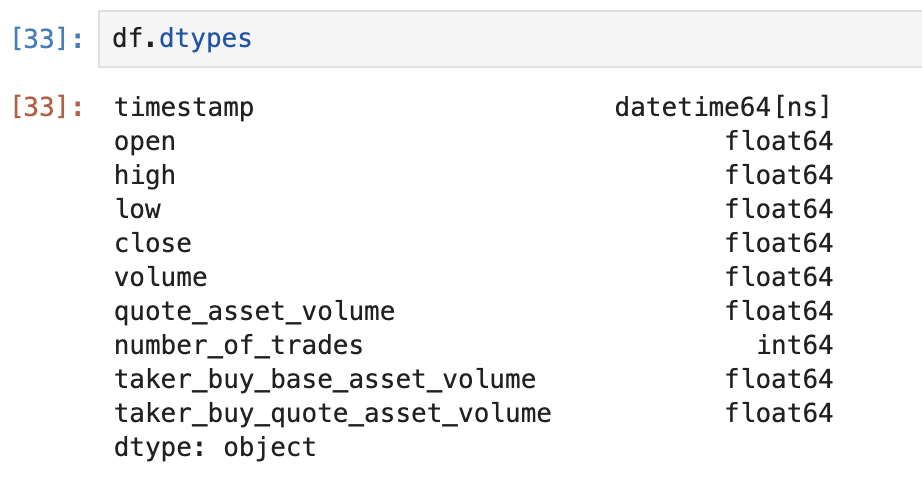 [33]: df.dtypes
[33]: timestamp datetime64[ns]
open float64
high float64
low float64
close float64
volume float64
quote_asset_volume float64
number_of_trades int64
taker_buy_base_asset_volume float64
taker_buy_quote_asset_volume float64
dtype: object